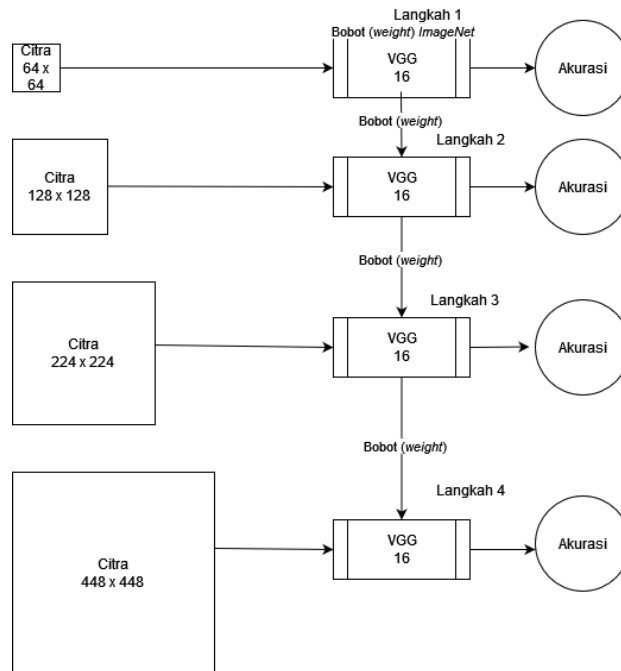 Langkah 1
Bobot (weight) ImageNet
Citra
64 x
64
VGG
16
Akurasi
Bobot (weight)
Langkah 2
Citra
128 x 128
VGG
16
Akurasi
Bobot (weight)
Langkah 3
Citra
224 x 224
VGG
16
Akurasi
Bobot (weight)
Langkah 4
Citra
448 x 448
VGG
16
Akurasi